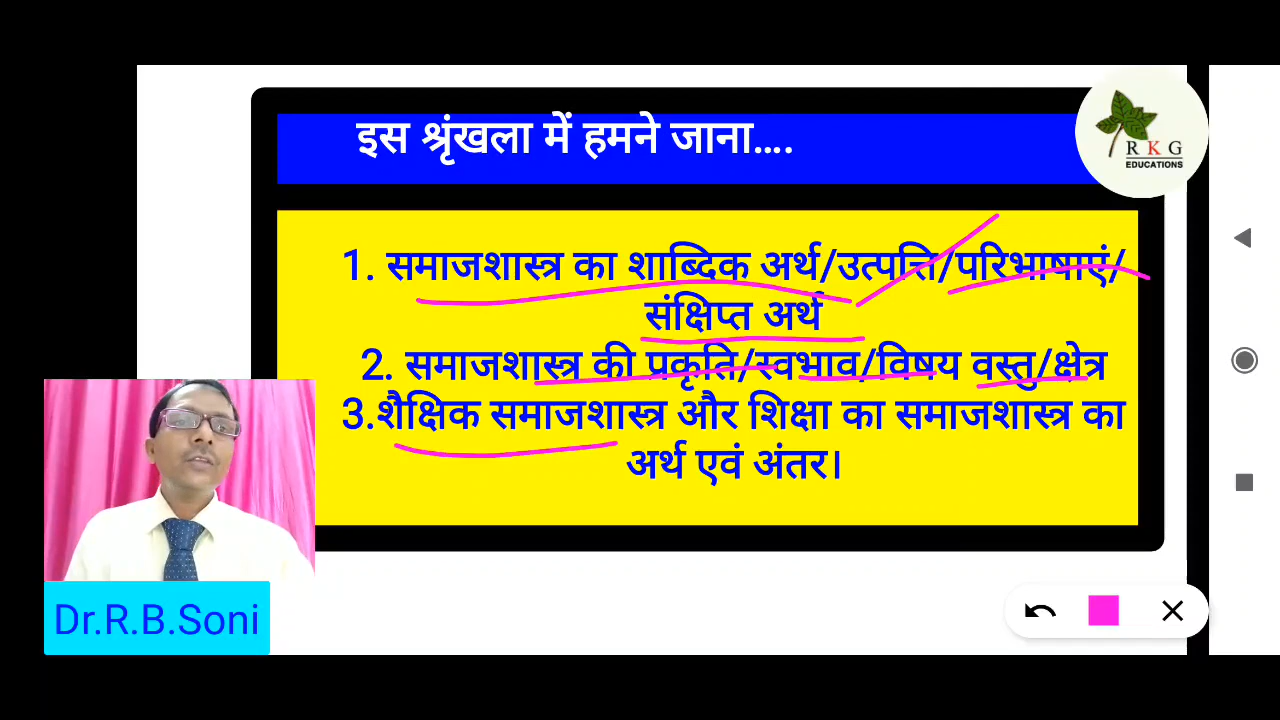 इस श्रृंखला में हमने जाना....
R K G
EDUCATIONS
1. समाजशास्त्र का शाब्दिक अर्थ/उत्पत्ति/परिभाषाएं/
संक्षिप्त अर्थ
2. समाजशास्त्र की प्रकृति/स्वभाव/विषय वस्तु/क्षेत्र
3.शैक्षिक समाजशास्त्र और शिक्षा का समाजशास्त्र का
अर्थ एवं अंतर।
Dr.R.B.Soni